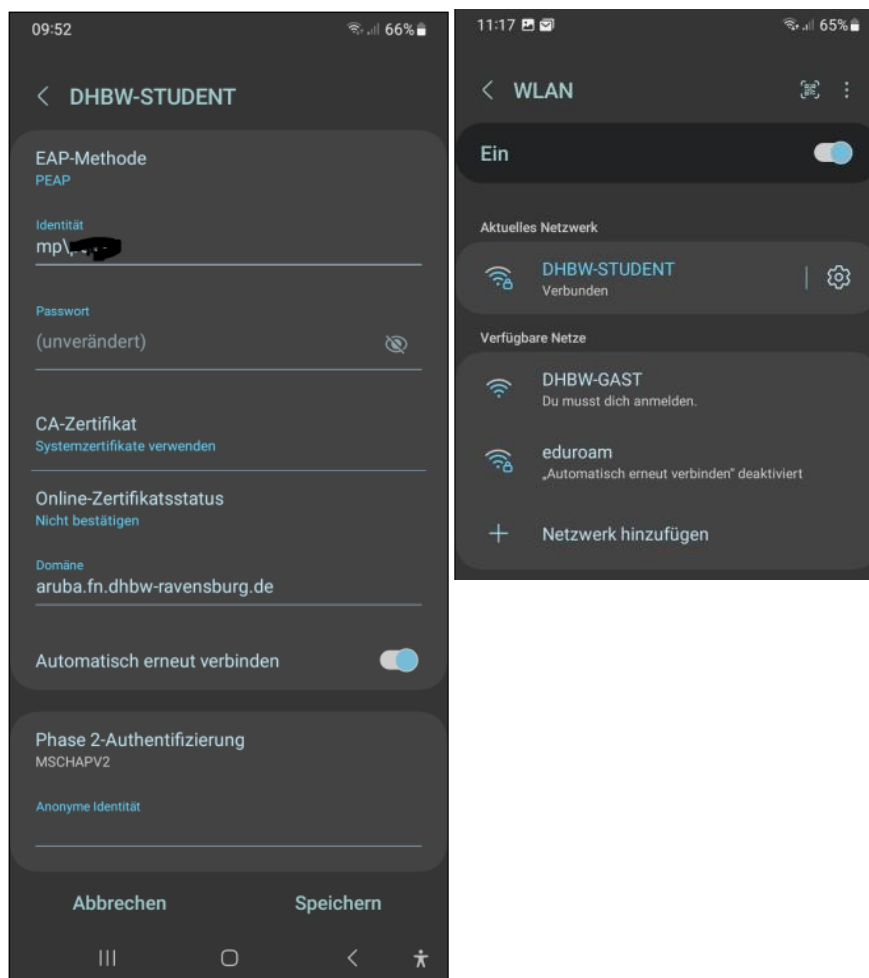 09:52
66%
DHBW-STUDENT
EAP-Methode
PEAP
Identität
mp\
Passwort
(unverändert)
CA-Zertifikat
Systemzertifikate verwenden
Online-Zertifikatsstatus
Nicht bestätigen
Domäne
aruba.fn.dhbw-ravensburg.de
Automatisch erneut verbinden
Phase 2-Authentifizierung
MSCHAPV2
Anonyme Identität
Abbrechen Speichern
11:17 65%
WLAN
Ein
Aktuelles Netzwerk
DHBW-STUDENT
Verbunden
Verfügbare Netze
DHBW-GAST
Du musst dich anmelden.
eduroam
„Automatisch erneut verbinden" deaktiviert
Netzwerk hinzufügen